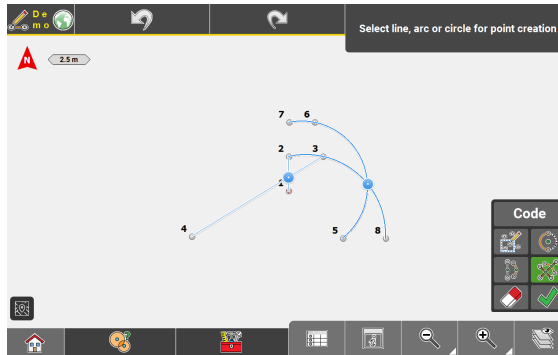 De
mo
Select line, arc or circle for point creation
2.5 m
7 6
2 3
1
4
5 8
Code